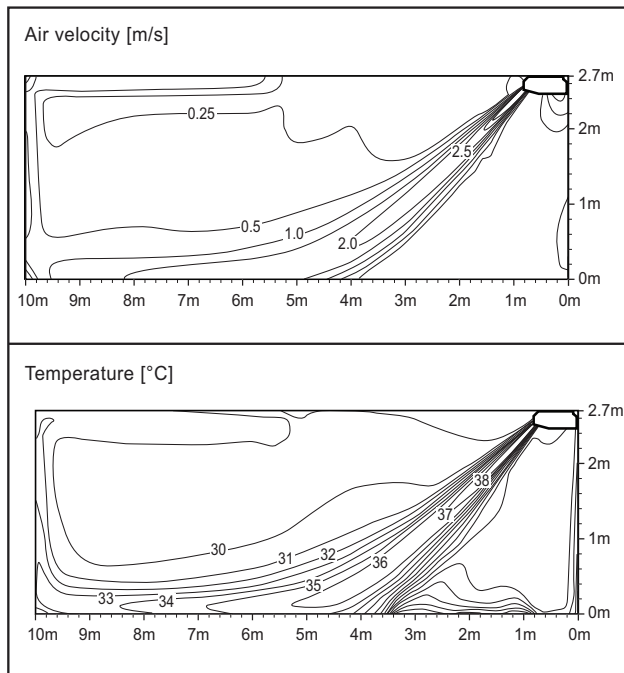 Air velocity [m/s]
2.7m
0.25
2m
2.5
1m
0.5
1.0
2.0
0m
10m 9m 8m 7m 6m 5m 4m 3m 2m 1m 0m
Temperature [°C]
2.7m
2m
38
37
1m
30
31
32
36
35
33
34
0m
10m 9m 8m 7m 6m 5m 4m 3m 2m 1m 0m